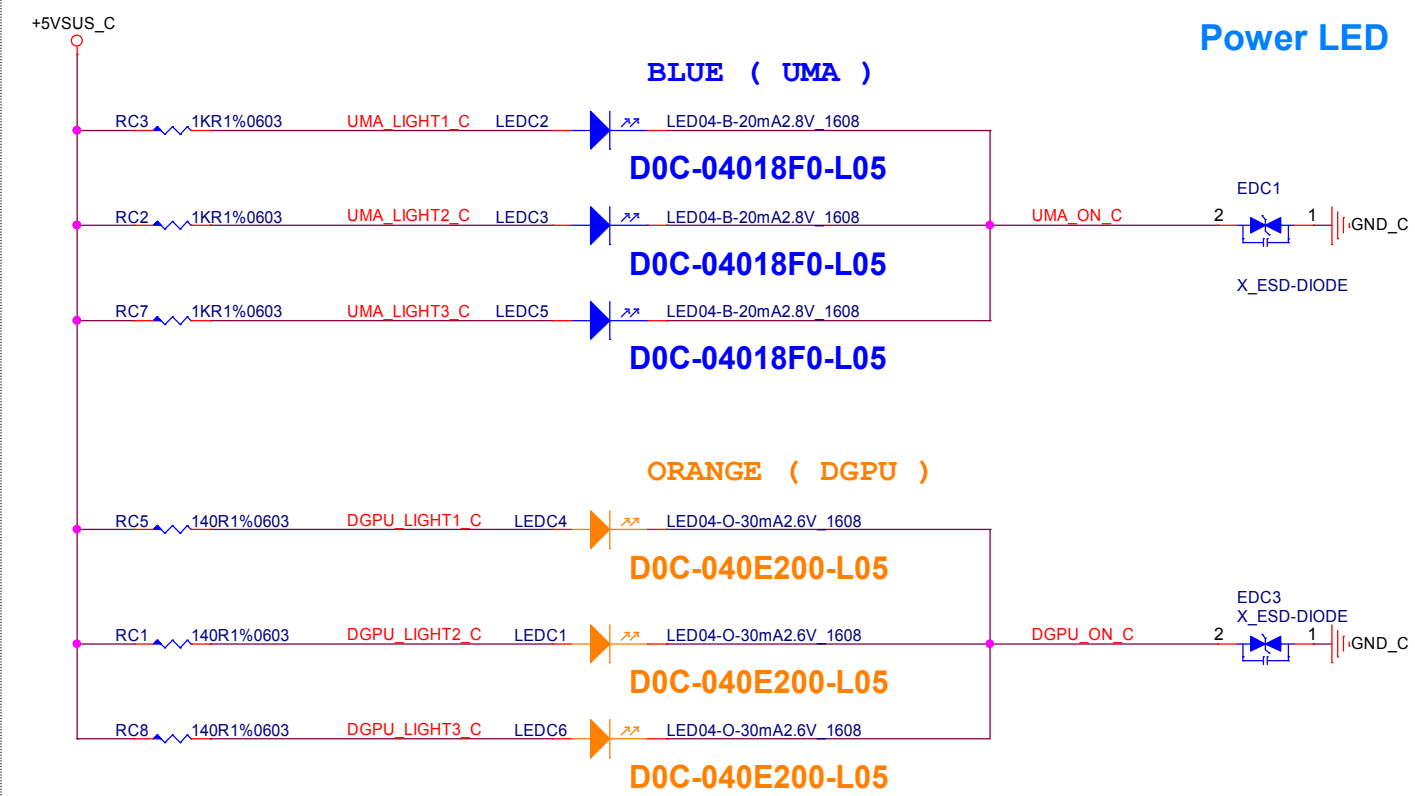 +5VSUS_C
Power LED
BLUE ( UMA )
RC3 1KR1%0603 UMA_LIGHT1_C LEDC2 LED04-B-20mA2.8V_1608
D0C-04018F0-L05
EDC1
RC2 1KR1%0603 UMA_LIGHT2_C LEDC3 LED04-B-20mA2.8V_1608 UMA_ON_C 2 1 GND_C
D0C-04018F0-L05
X_ESD-DIODE
RC7 1KR1%0603 UMA_LIGHT3_C LEDC5 LED04-B-20mA2.8V_1608
D0C-04018F0-L05
ORANGE ( DGPU )
RC5 140R1%0603 DGPU_LIGHT1_C LEDC4 LED04-O-30mA2.6V_1608
D0C-040E200-L05
EDC3
X_ESD-DIODE
RC1 140R1%0603 DGPU_LIGHT2_C LEDC1 LED04-O-30mA2.6V_1608 DGPU_ON_C 2 1 GND_C
D0C-040E200-L05
RC8 140R1%0603 DGPU_LIGHT3_C LEDC6 LED04-O-30mA2.6V_1608
D0C-040E200-L05